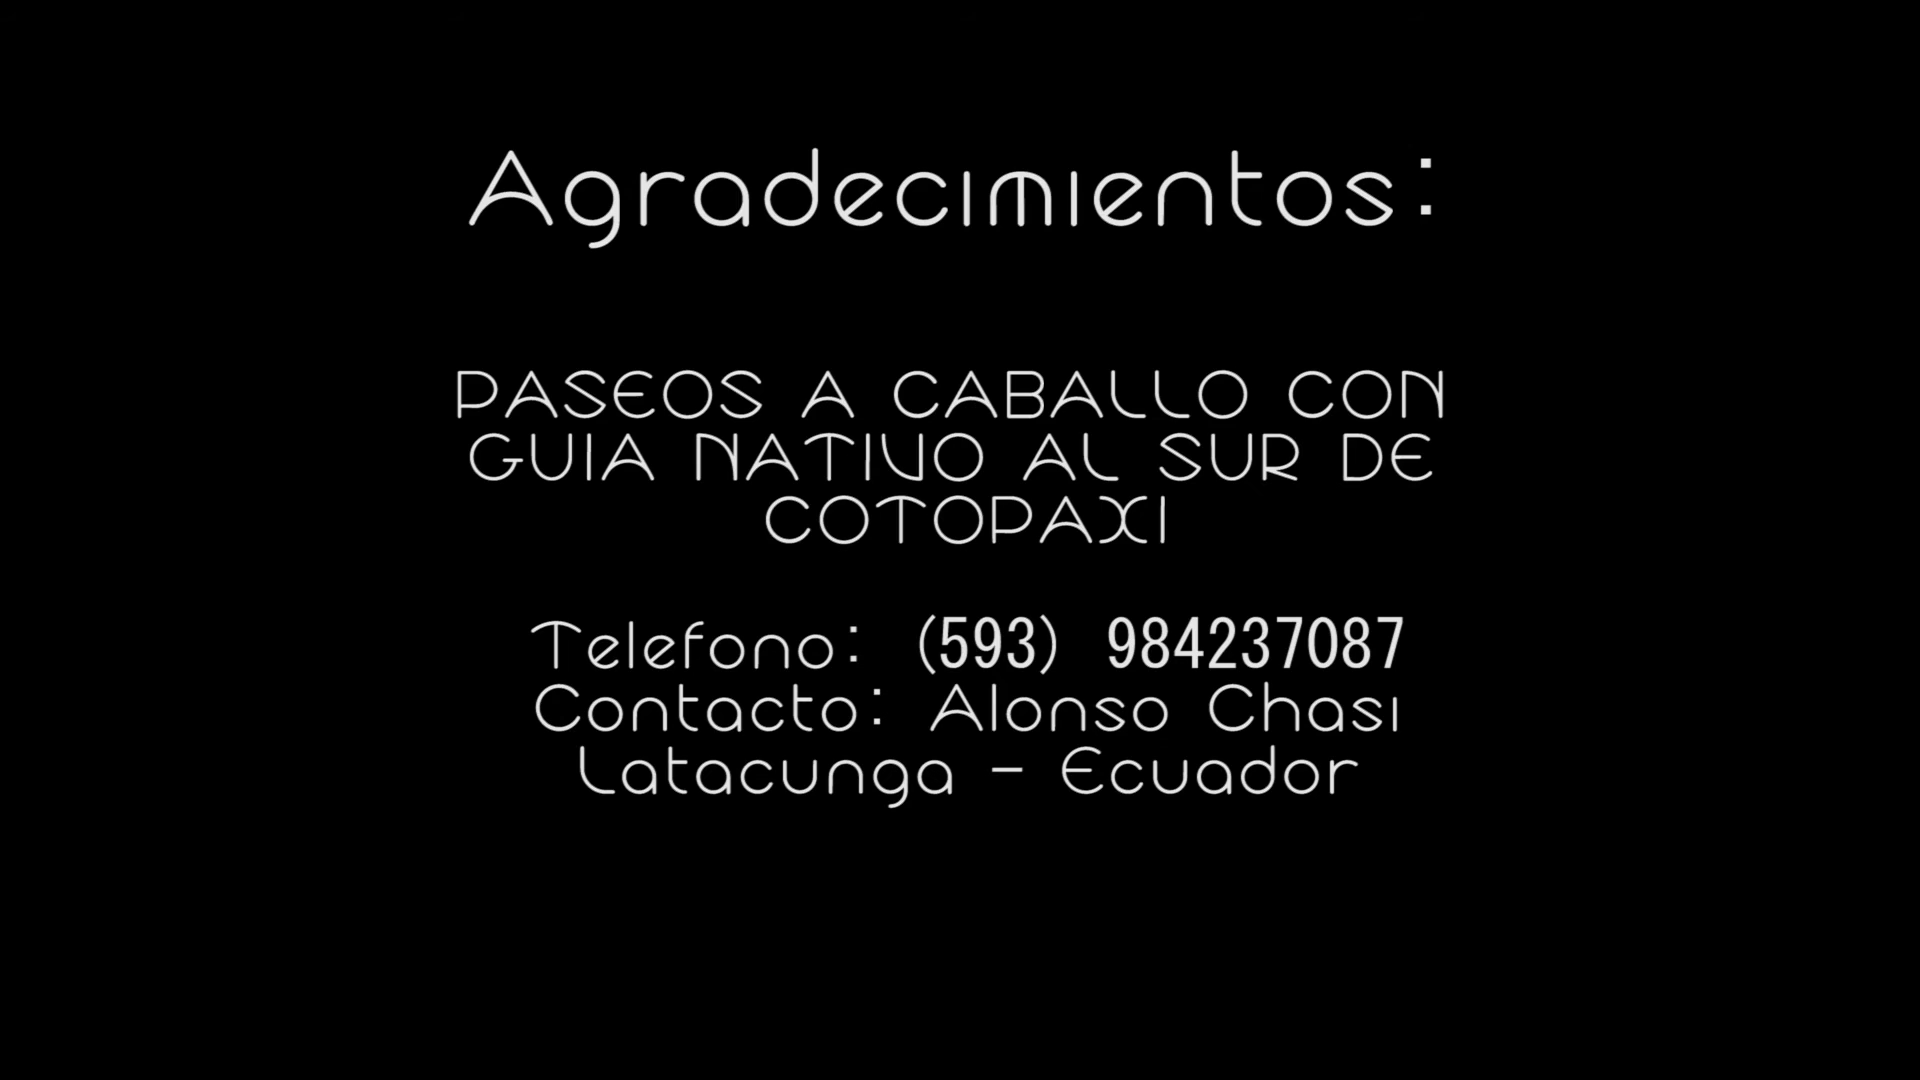 Agradecimientos:
PASEOS A CABALLO CON
GUIA NATIVO AL SUR DE
COTOPAXI
Telefono: (593) 984237087
Contacto: Alonso Chasi
Latacunga - Ecuador